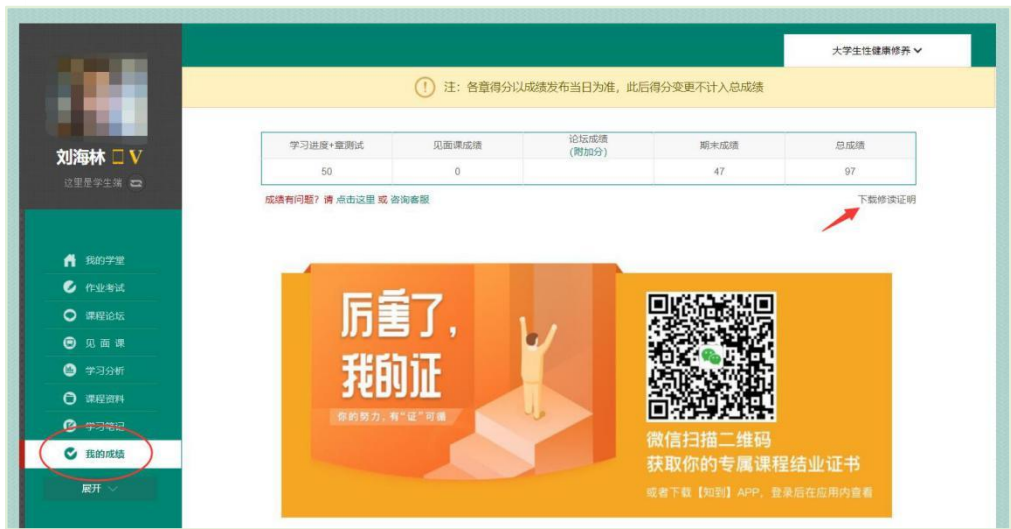 大学生性健康修养
注：各章得分以成绩发布当日为准，此后得分变更不计入总成绩
刘海林 V
这里是学生端
学习进度+章测试 见面课成绩 论坛成绩 期末成绩 总成绩
(附加分)
50 0 47 97
成绩有问题？请 点击这里 或 咨询客服
下载修读证明
我的学堂
作业考试
课程论坛
见面课
学习分析
课程资料
学习笔记
我的成绩
展开
厉害了，
我的证
你的努力，有“证”可循
微信扫描二维码
获取你的专属课程结业证书
或者下载【知到】APP，登录后在应用内查看